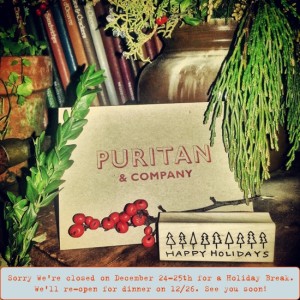 PURITAN
& COMPANY
HAPPY HOLIDAYS
Sorry we're closed on December 24-25th for a Holiday Break.
We'll re-open for dinner on 12/26. See you soon!